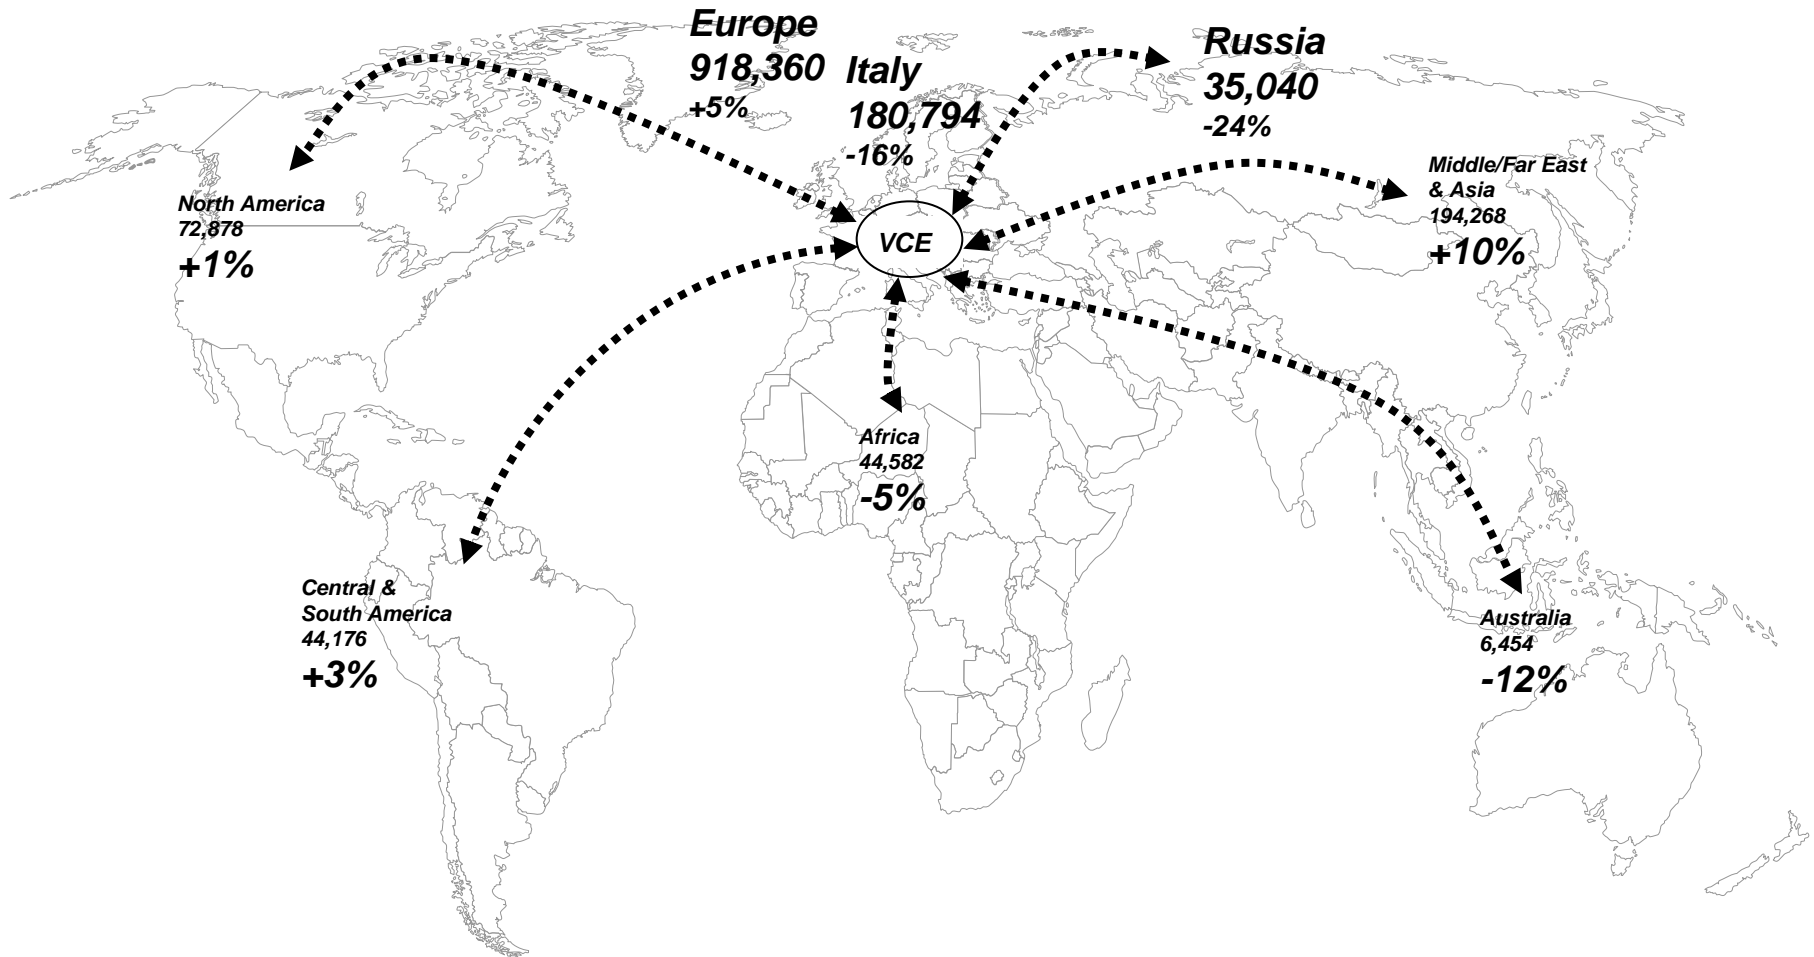 Europe
918,360
+5%
Italy
180,794
-16%
Russia
35,040
-24%
Middle/Far East
& Asia
194,268
+10%
North America
72,878
+1%
VCE
Africa
44,582
-5%
Central &
South America
44,176
+3%
Australia
6,454
-12%